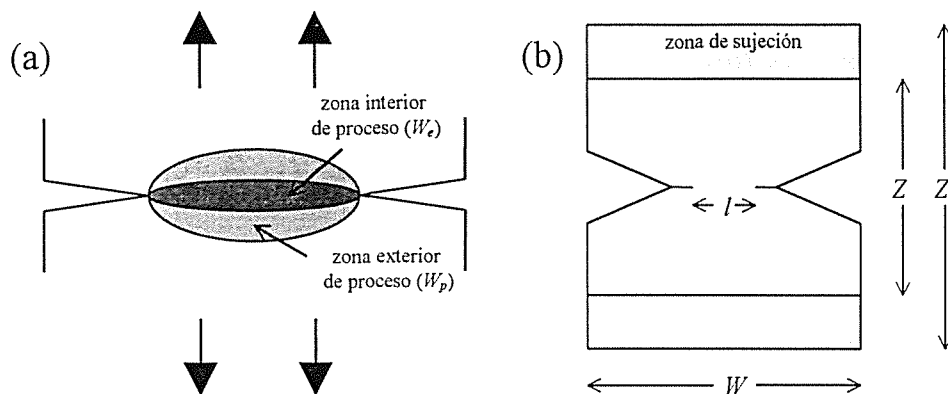 (a)
zona interior
de proceso (Wₑ)
zona exterior
de proceso (Wₚ)
(b)
zona de sujeción
l
Z
Z
W